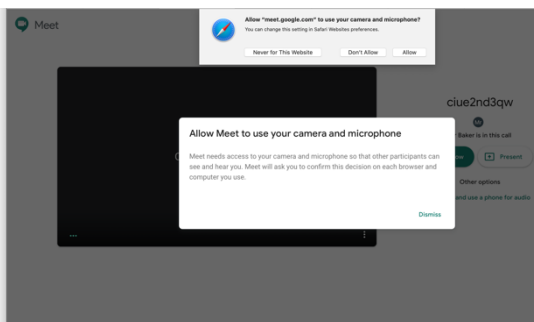 Meet
Allow "meet.google.com" to use your camera and microphone?
You can change this setting in Safari Websites preferences.
Never for This Website
Don't Allow
Allow
ciue2nd3qw
Baker is in this call
Allow Meet to use your camera and microphone
Meet needs access to your camera and microphone so that other participants can
see and hear you. Meet will ask you to confirm this decision on each browser and
computer you use.
Dismiss
Present
Other options
and use a phone for audio